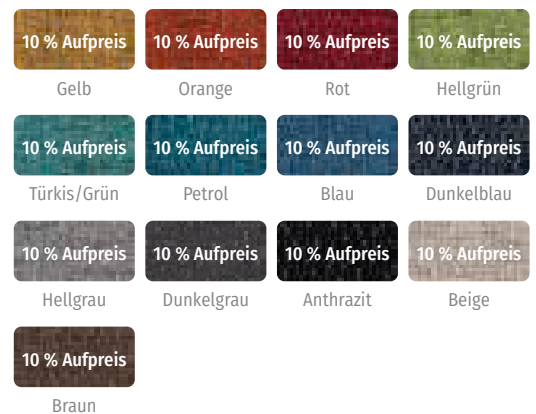 10 % Aufpreis 10 % Aufpreis 10 % Aufpreis 10 % Aufpreis
Gelb Orange Rot Hellgrün
10 % Aufpreis 10 % Aufpreis 10 % Aufpreis 10 % Aufpreis
Türkis/Grün Petrol Blau Dunkelblau
10 % Aufpreis 10 % Aufpreis 10 % Aufpreis 10 % Aufpreis
Hellgrau Dunkelgrau Anthrazit Beige
10 % Aufpreis
Braun